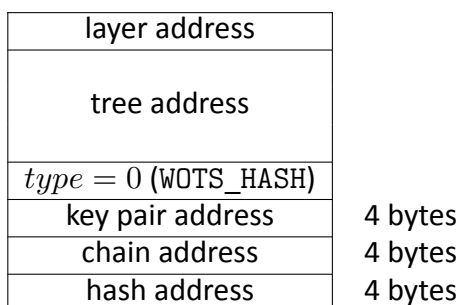 layer address
tree address
type = 0 (WOTS_HASH)
key pair address 4 bytes
chain address 4 bytes
hash address 4 bytes